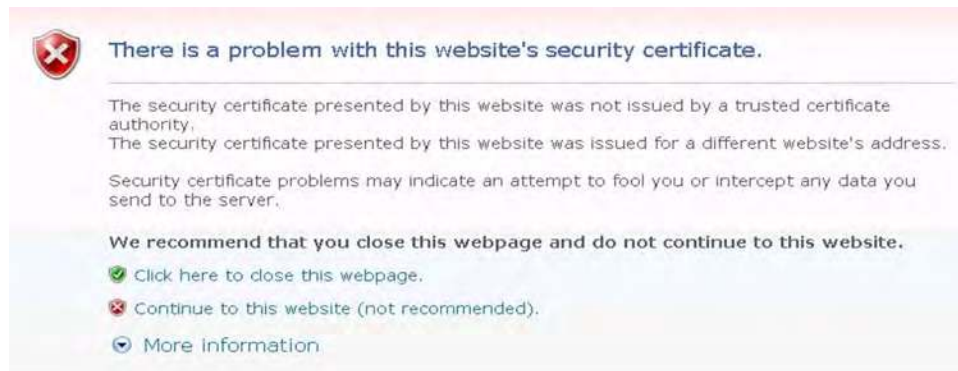 There is a problem with this website's security certificate.
The security certificate presented by this website was not issued by a trusted certificate
authority.
The security certificate presented by this website was issued for a different website's address.
Security certificate problems may indicate an attempt to fool you or intercept any data you
send to the server.
We recommend that you close this webpage and do not continue to this website.
Click here to close this webpage.
Continue to this website (not recommended).
More information